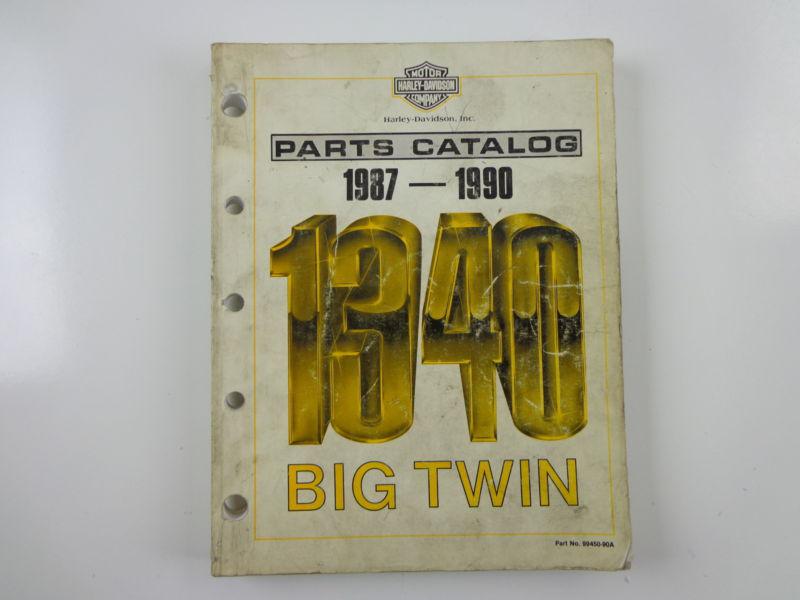 MOTOR
HARLEY-DAVIDSON
COMPANY
Harley-Davidson, Inc.
PARTS CATALOG
1987 — 1990
1340
BIG TWIN
Part No. 99450-90A